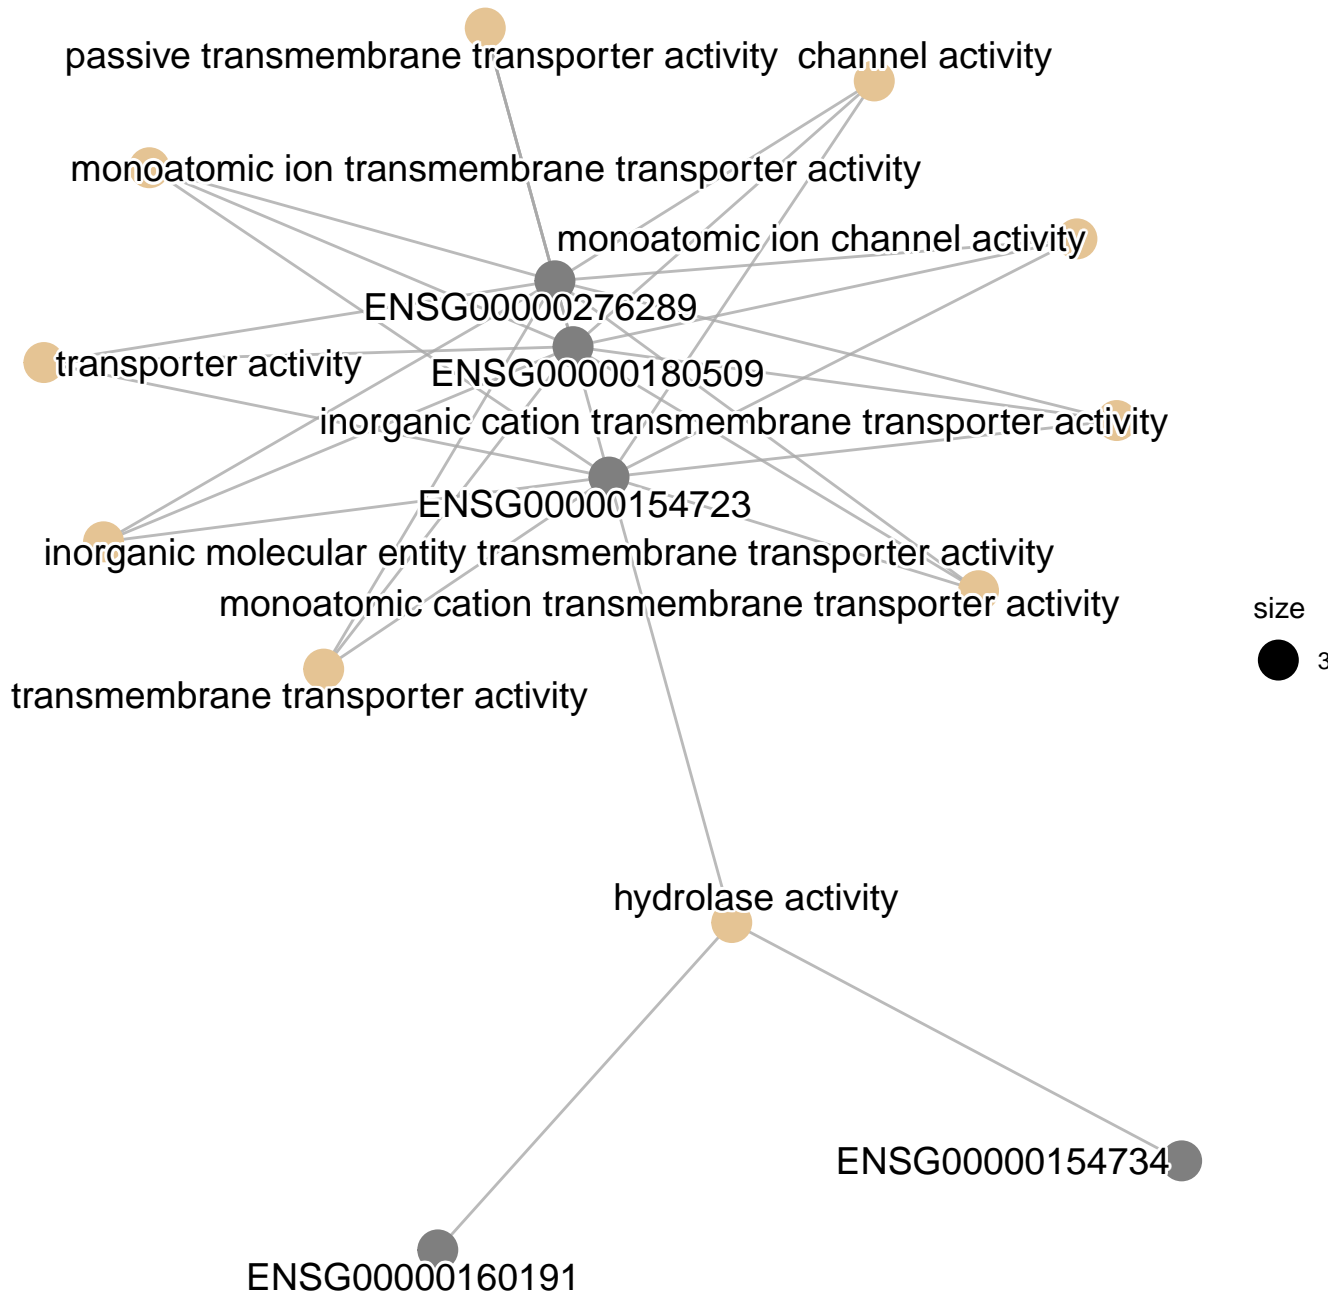 passive transmembrane transporter activity
channel activity
monoatomic ion transmembrane transporter activity
monoatomic ion channel activity
ENSG00000276289
transporter activity
ENSG00000180509
inorganic cation transmembrane transporter activity
ENSG00000154723
inorganic molecular entity transmembrane transporter activity
monoatomic cation transmembrane transporter activity
size
3
transmembrane transporter activity
hydrolase activity
ENSG00000154734
ENSG00000160191